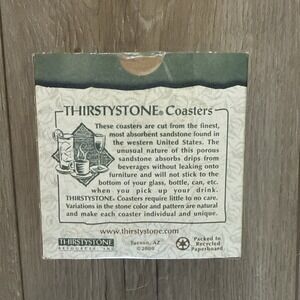 THIRSTYSTONE® Coasters
These coasters are cut from the finest,
most absorbent sandstone found in
the western United States. The
unusual nature of this porous
sandstone absorbs drips from
beverages without leaking onto
furniture and will not stick to the
bottom of your glass, bottle, can, etc.
when you pick up your drink.
THIRSTYSTONE® Coasters require little to no care.
Variations in the stone color and pattern are natural
and make each coaster individual and unique.
www.thirstystone.com
THIRSTYSTONE
RESOURCES, INC.
Tucson, AZ
©2000
Packed in
Recycled
Paperboard